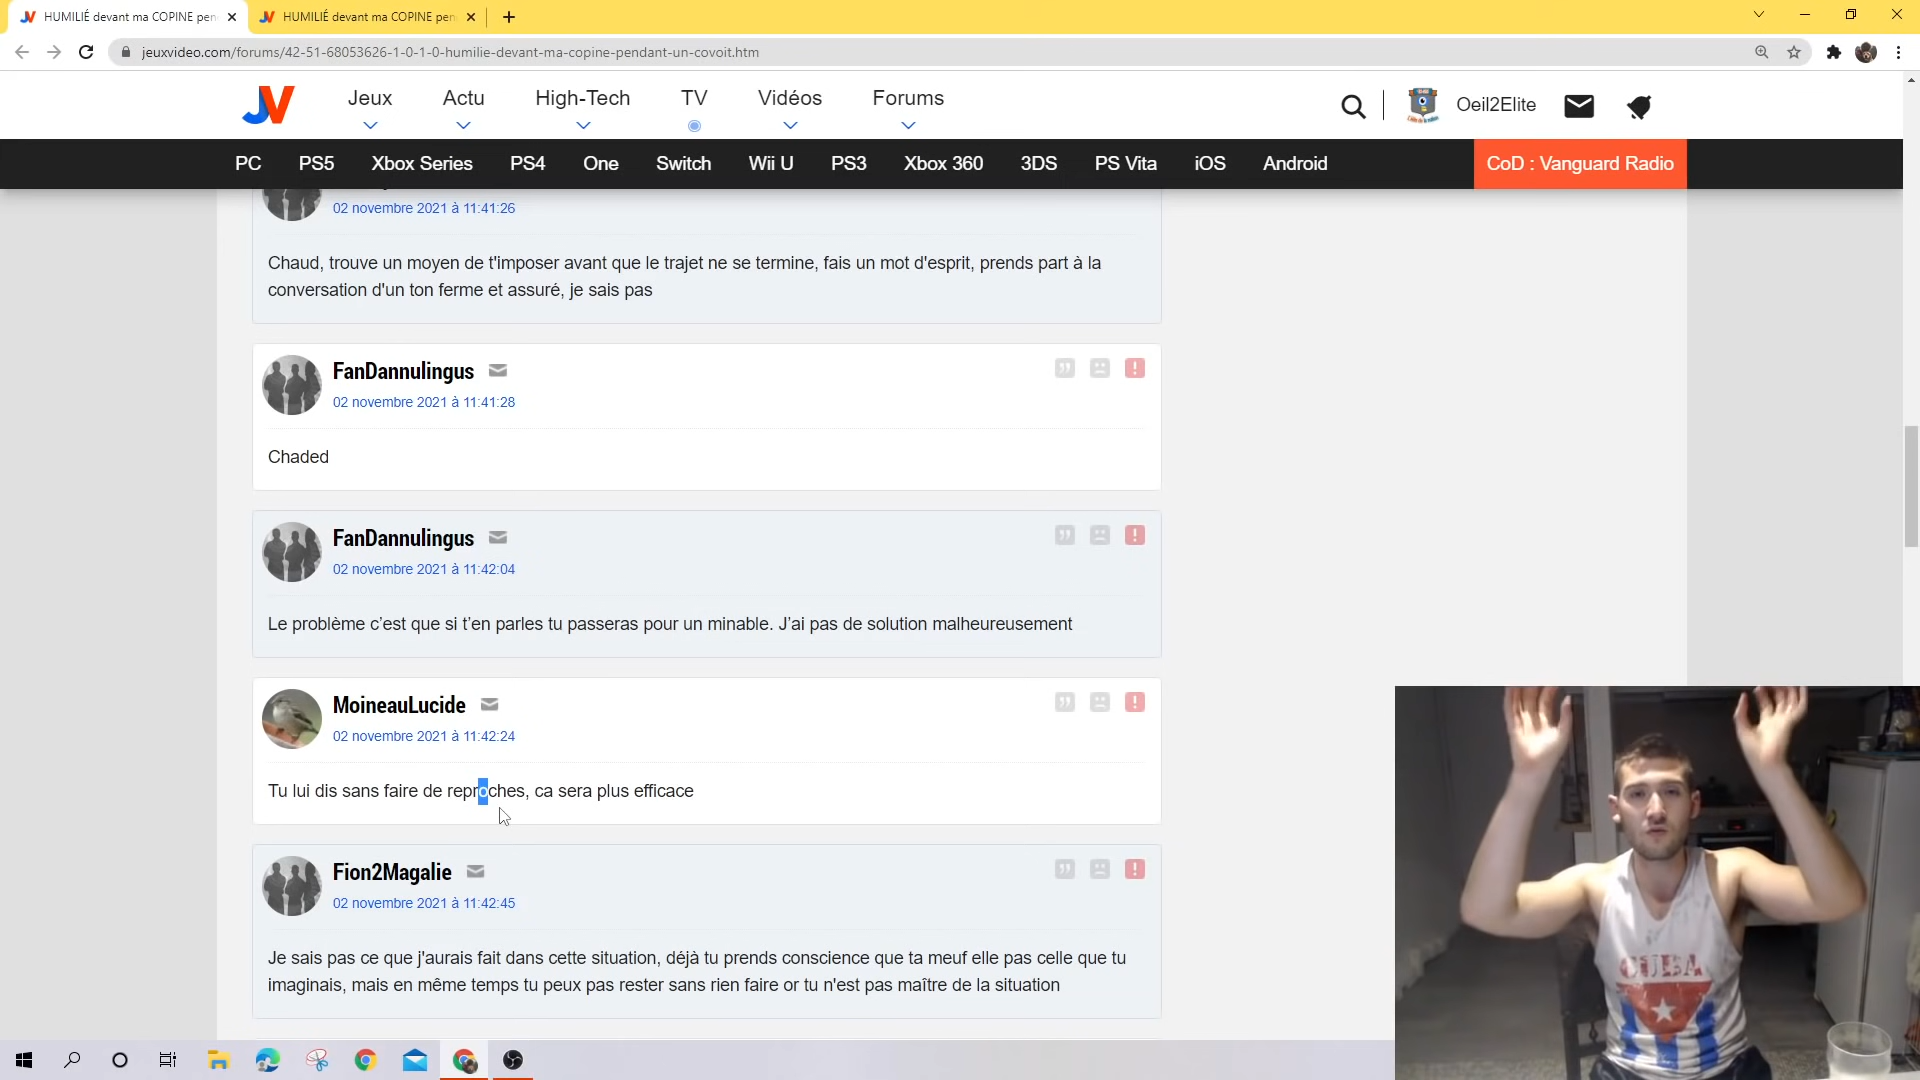 HUMILIÉ devant ma COPINE pen
HUMILIÉ devant ma COPINE pen
jeuxvideo.com/forums/42-51-68053626-1-0-1-0-humilie-devant-ma-copine-pendant-un-covoit.htm
JV
Jeux
Actu
High-Tech
TV
Vidéos
Forums
Oeil2Elite
PC
PS5
Xbox Series
PS4
One
Switch
Wii U
PS3
Xbox 360
3DS
PS Vita
iOS
Android
CoD : Vanguard Radio
02 novembre 2021 à 11:41:26
Chaud, trouve un moyen de t'imposer avant que le trajet ne se termine, fais un mot d'esprit, prends part à la
conversation d'un ton ferme et assuré, je sais pas
FanDannulingus
02 novembre 2021 à 11:41:28
Chaded
FanDannulingus
02 novembre 2021 à 11:42:04
Le problème c’est que si t’en parles tu passeras pour un minable. J’ai pas de solution malheureusement
MoineauLucide
02 novembre 2021 à 11:42:24
Tu lui dis sans faire de reproches, ca sera plus efficace
Fion2Magalie
02 novembre 2021 à 11:42:45
Je sais pas ce que j'aurais fait dans cette situation, déjà tu prends conscience que ta meuf elle pas celle que tu
imaginais, mais en même temps tu peux pas rester sans rien faire or tu n'est pas maître de la situation
CUBA